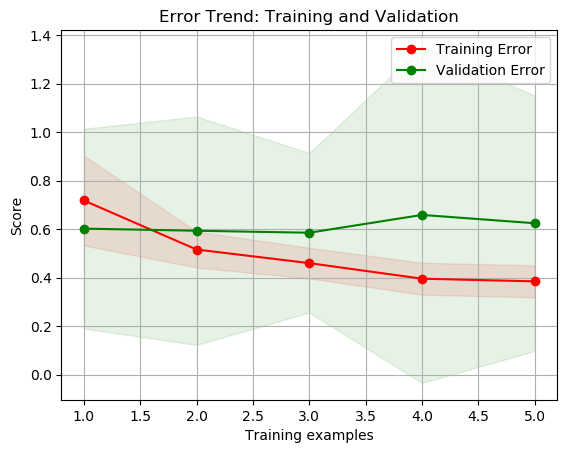 Error Trend: Training and Validation
Training Error
Validation Error
1.4
1.2
1.0
0.8
0.6
0.4
0.2
0.0
Score
1.0 1.5 2.0 2.5 3.0 3.5 4.0 4.5 5.0
Training examples